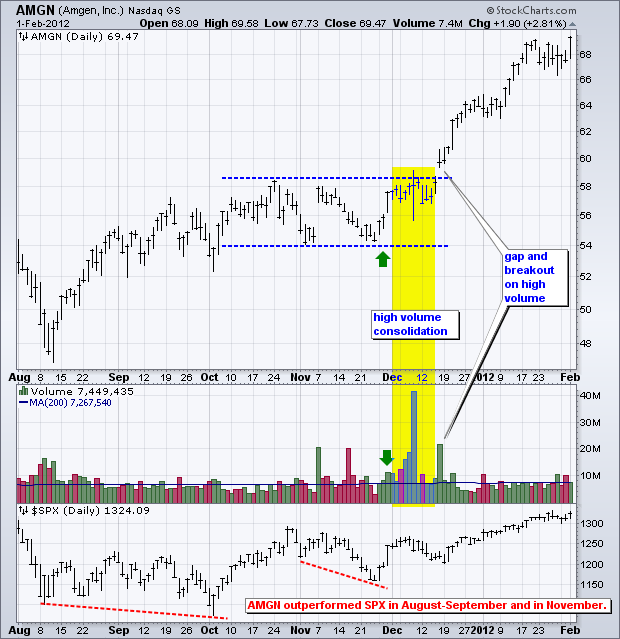 AMGN (Amgen, Inc.) Nasdaq GS © StockCharts.com
1-Feb-2012 Open 68.09 High 69.58 Low 67.73 Close 69.47 Volume 7.4M Chg +1.90 (+2.81%)
AMGN (Daily) 69.47
68
66
64
62
60
58
56
54
52
50
48
gap and
breakout
on high
volume
high volume
consolidation
Aug 8 15 22 Sep 12 19 26 Oct 10 17 24 Nov 7 14 21 Dec 12 19 27 2012 9 17 23 Feb
Volume 7,449,435
MA(200) 7,267,540
40M
30M
20M
10M
$SPX (Daily) 1324.09
1300
1250
1200
1150
AMGN outperformed SPX in August-September and in November.
Aug 8 15 22 Sep 12 19 26 Oct 10 17 24 Nov 7 14 21 Dec 12 19 27 2012 9 17 23 Feb